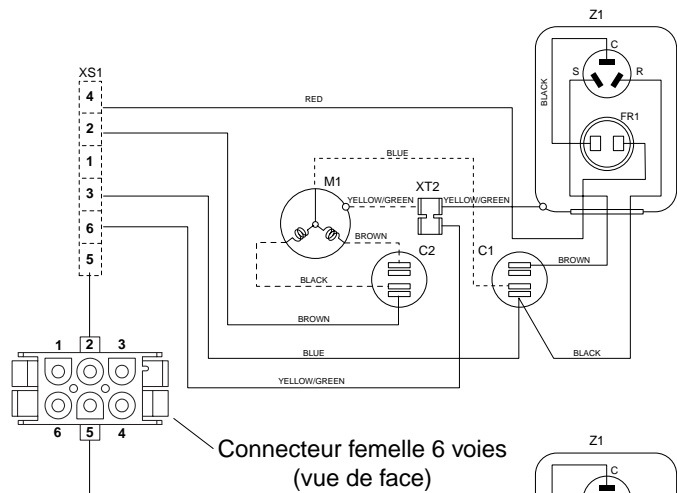 Z1
C
S
R
BLACK
FR1
XS1
4
RED
2
1
BLUE
3
M1
XT2
YELLOW/GREEN
YELLOW/GREEN
6
BROWN
C2
C1
5
BROWN
BLACK
BROWN
BLUE
BLACK
1 2 3
YELLOW/GREEN
6 5 4
Connecteur femelle 6 voies
(vue de face)
Z1
C